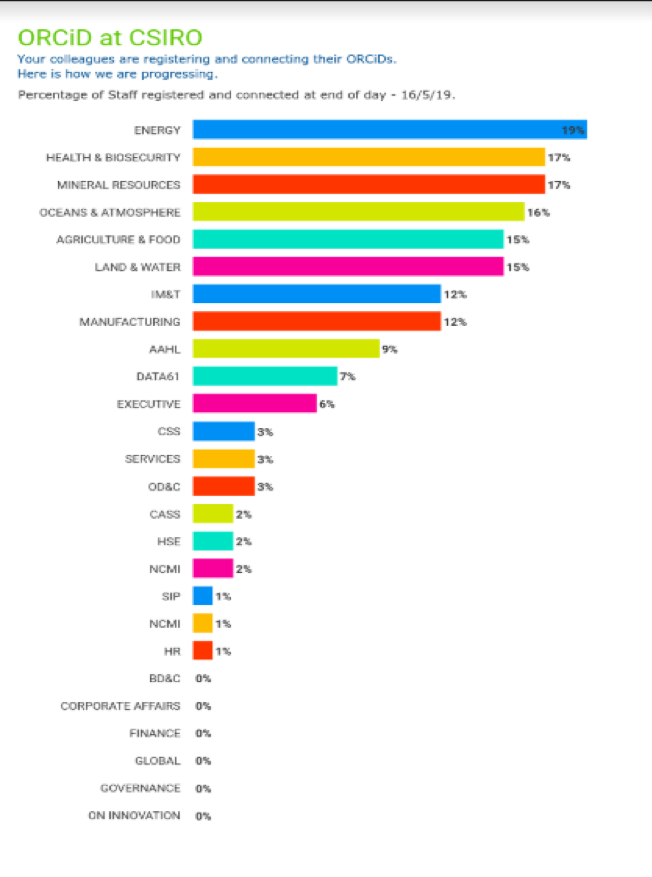 ORCiD at CSIRO
Your colleagues are registering and connecting their ORCiDs.
Here is how we are progressing.
Percentage of Staff registered and connected at end of day - 16/5/19.
ENERGY 19%
HEALTH & BIOSECURITY 17%
MINERAL RESOURCES 17%
OCEANS & ATMOSPHERE 16%
AGRICULTURE & FOOD 15%
LAND & WATER 15%
IM&T 12%
MANUFACTURING 12%
AAHL 9%
DATA61 7%
EXECUTIVE 6%
CSS 3%
SERVICES 3%
OD&C 3%
CASS 2%
HSE 2%
NCMI 2%
SIP 1%
NCMI 1%
HR 1%
BD&C 0%
CORPORATE AFFAIRS 0%
FINANCE 0%
GLOBAL 0%
GOVERNANCE 0%
ON INNOVATION 0%